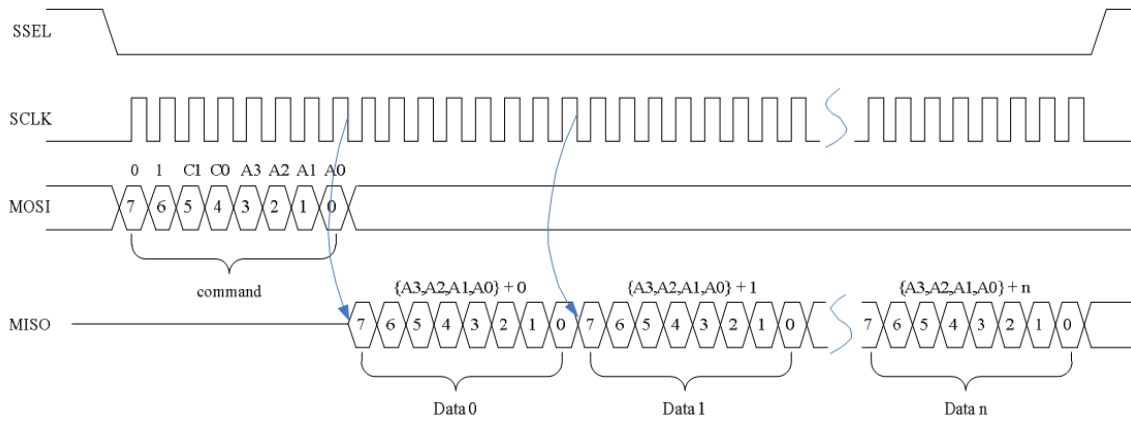 SSEL
SCLK
0 1 C1 C0 A3 A2 A1 A0
MOSI 7 6 5 4 3 2 1 0
command
{A3,A2,A1,A0} + 0 {A3,A2,A1,A0} + 1 {A3,A2,A1,A0} + n
MISO 7 6 5 4 3 2 1 0 7 6 5 4 3 2 1 0 7 6 5 4 3 2 1 0
Data 0 Data 1 Data n